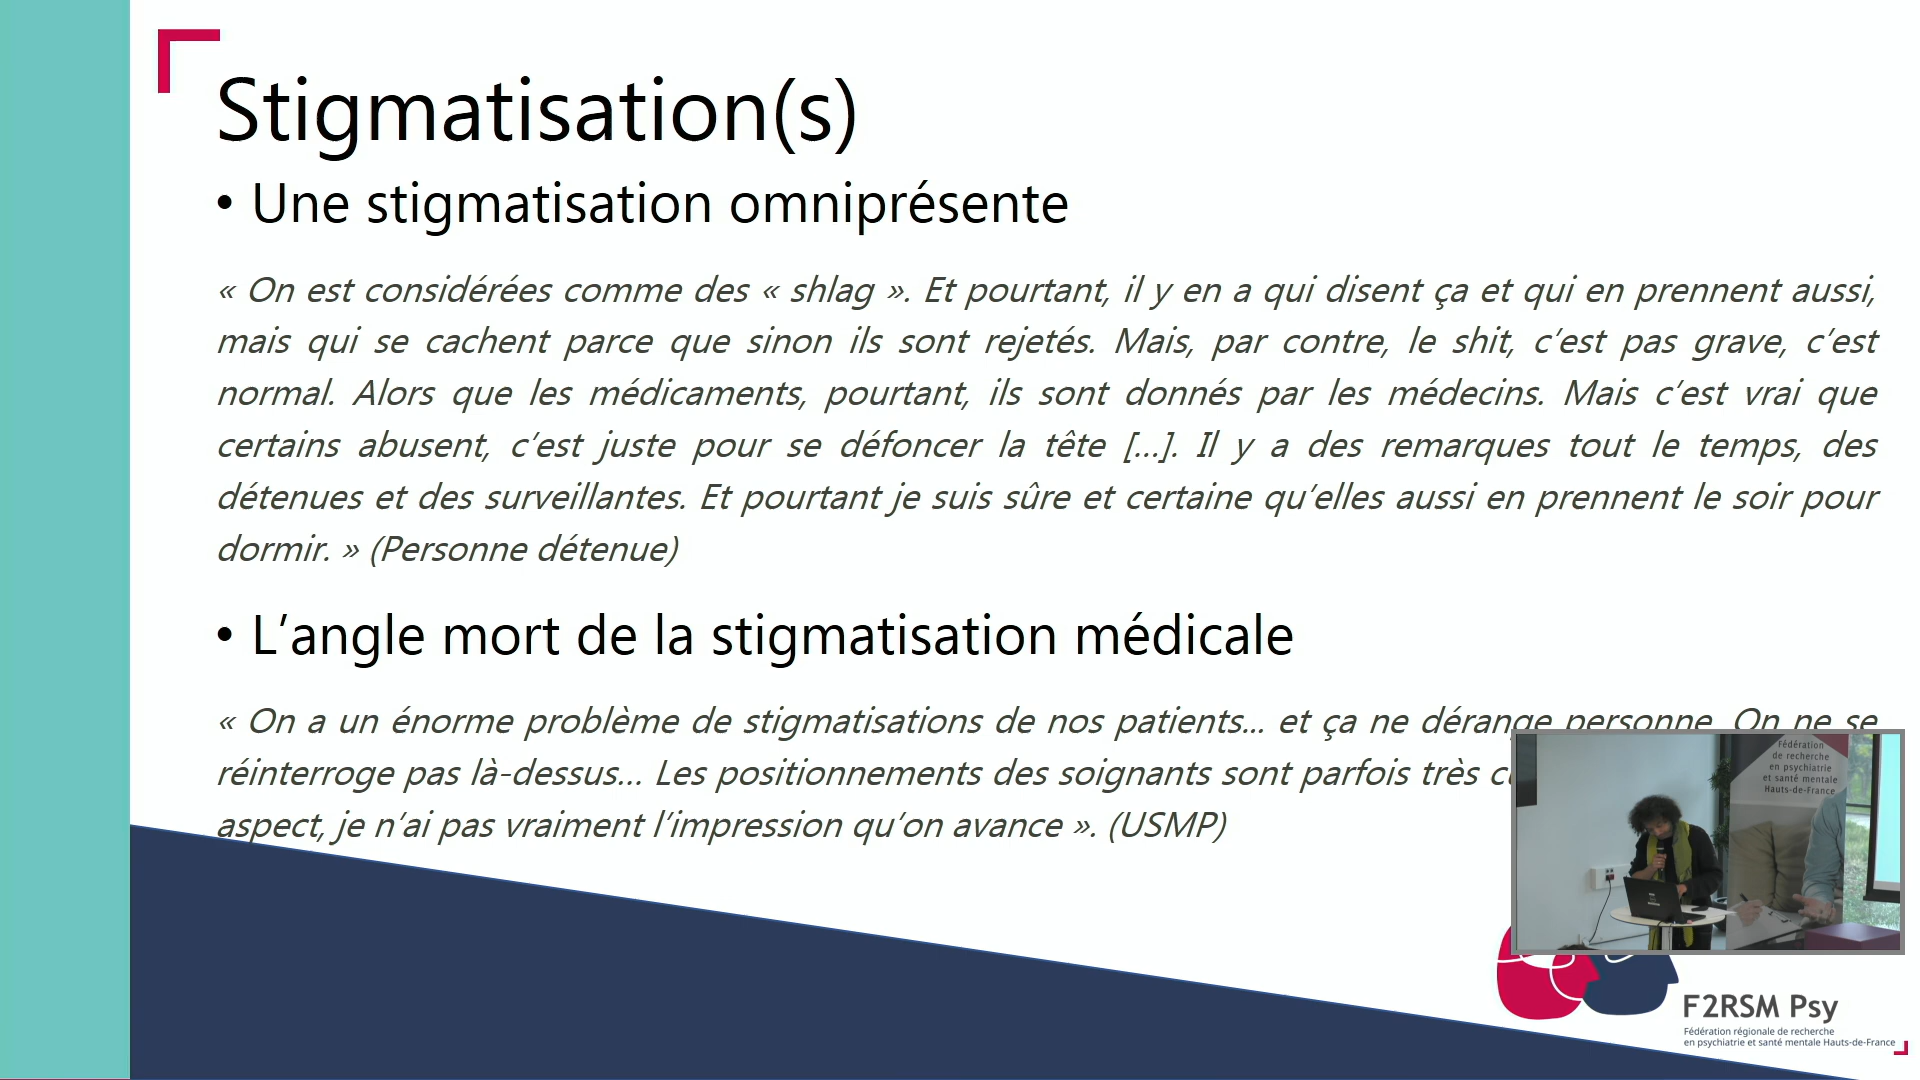 Stigmatisation(s)
• Une stigmatisation omniprésente
« On est considérées comme des « shlag ». Et pourtant, il y en a qui disent ça et qui en prennent aussi,
mais qui se cachent parce que sinon ils sont rejetés. Mais, par contre, le shit, c’est pas grave, c’est
normal. Alors que les médicaments, pourtant, ils sont donnés par les médecins. Mais c’est vrai que
certains abusent, c’est juste pour se défoncer la tête [...]. Il y a des remarques tout le temps, des
détenues et des surveillantes. Et pourtant je suis sûre et certaine qu’elles aussi en prennent le soir pour
dormir. » (Personne détenue)
• L’angle mort de la stigmatisation médicale
« On a un énorme problème de stigmatisations de nos patients... et ça ne dérange personne. On ne se
réinterroge pas là-dessus... Les positionnements des soignants sont parfois très
aspect, je n’ai pas vraiment l’impression qu’on avance ». (USMP)
Fédération
de recherche
en psychiatrie
et santé mentale
Hauts-de-France
F2RSM Psy
Fédération régionale de recherche
en psychiatrie et santé mentale Hauts-de-France